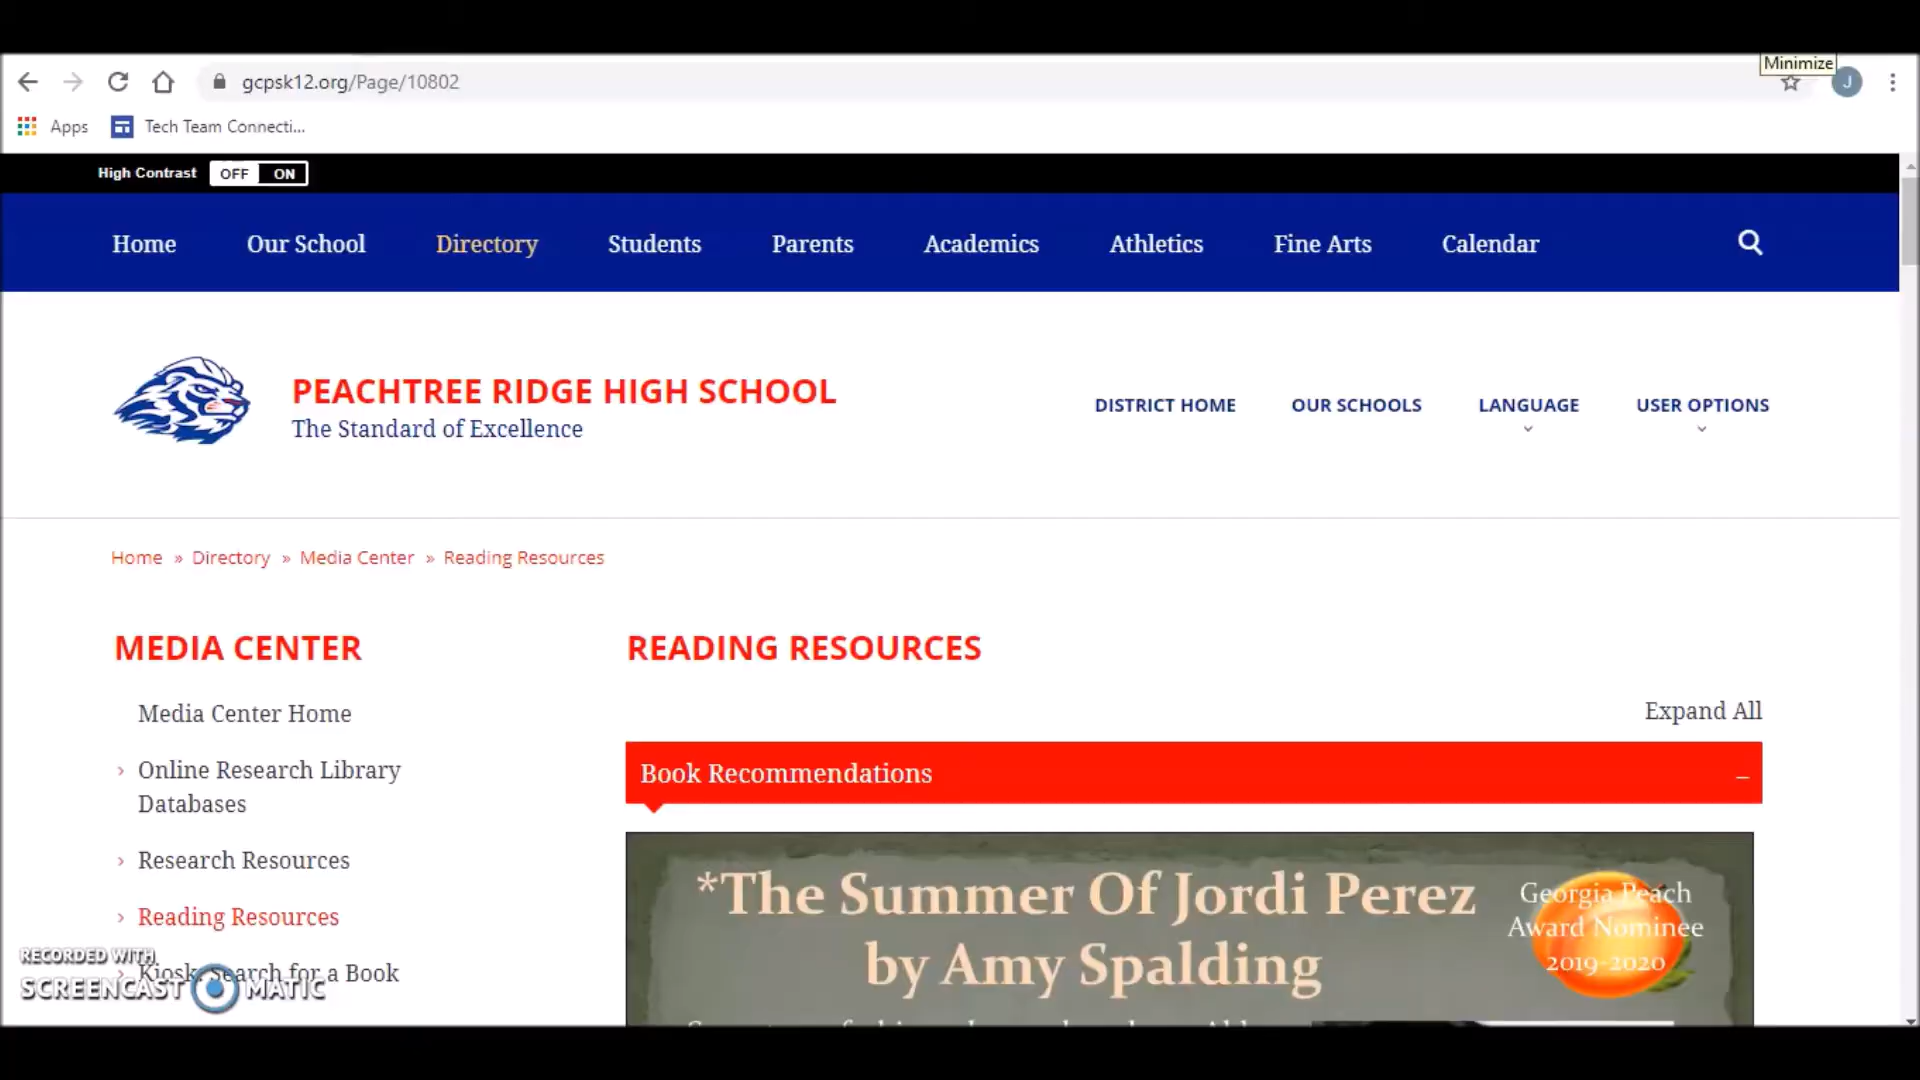 Minimize
gcpsk12.org/Page/10802
J
Apps
Tech Team Connecti...
High Contrast OFF ON
Home Our School Directory Students Parents Academics Athletics Fine Arts Calendar
PEACHTREE RIDGE HIGH SCHOOL
The Standard of Excellence
DISTRICT HOME OUR SCHOOLS LANGUAGE USER OPTIONS
Home » Directory » Media Center » Reading Resources
MEDIA CENTER
Media Center Home
› Online Research Library
Databases
› Research Resources
› Reading Resources
› Kiosk: Search for a Book
READING RESOURCES
Expand All
Book Recommendations –
*The Summer Of Jordi Perez
by Amy Spalding
Georgia Peach
Award Nominee
2019-2020
RECORDED WITH
SCREENCAST MATIC